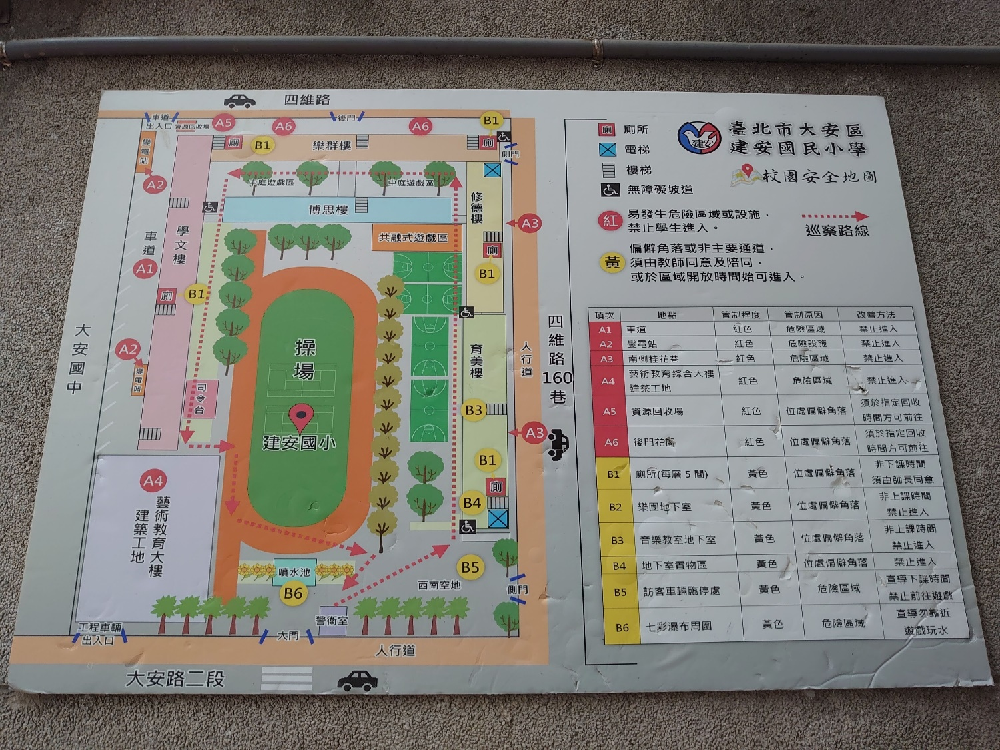 四維路
車道
出入口
資源回收場
A5
A6
後門
A6
B1
變電站
廁
B1
樂群樓
廁
側門
A2
中庭遊戲區
中庭遊戲區
博思樓
修德樓
A3
車道
學文樓
共融式遊戲區
廁
A1
B1
廁
B1
大安國中
A2
變電站
操場
育美樓
人行道
四維路
160
巷
司令台
B3
建安國小
A3
A4
藝術教育大樓
建築工地
B1
廁
B4
噴水池
B6
B5
西南空地
側門
警衛室
工程車輛
出入口
大門
人行道
大安路二段
廁 廁所
電梯
樓梯
無障礙坡道
建安
臺北市大安區
建安國民小學
校園安全地圖
紅 易發生危險區域或設施，
禁止學生進入。
巡察路線
黃 偏僻角落或非主要通道，
須由教師同意及陪同，
或於區域開放時間始可進入。
項次 地點 管制程度 管制原因 改善方法
A1 車道 紅色 危險區域 禁止進入
A2 變電站 紅色 危險設施 禁止進入
A3 南側桂花巷 紅色 危險區域 禁止進入
A4 藝術教育綜合大樓
建築工地 紅色 危險區域 禁止進入
A5 資源回收場 紅色 位處偏僻角落 須於指定回收
時間方可前往
A6 後門花園 紅色 位處偏僻角落 須於指定回收
時間方可前往
B1 廁所(每層5間) 黃色 位處偏僻角落 非下課時間
須由師長同意
B2 樂團地下室 黃色 位處偏僻角落 非上課時間
禁止進入
B3 音樂教室地下室 黃色 位處偏僻角落 非上課時間
禁止進入
B4 地下室置物區 黃色 位處偏僻角落 禁止進入
B5 訪客車輛臨停處 黃色 危險區域 宣導下課時間
禁止前往遊戲
B6 七彩瀑布周圍 黃色 危險區域 宣導勿靠近
遊戲玩水